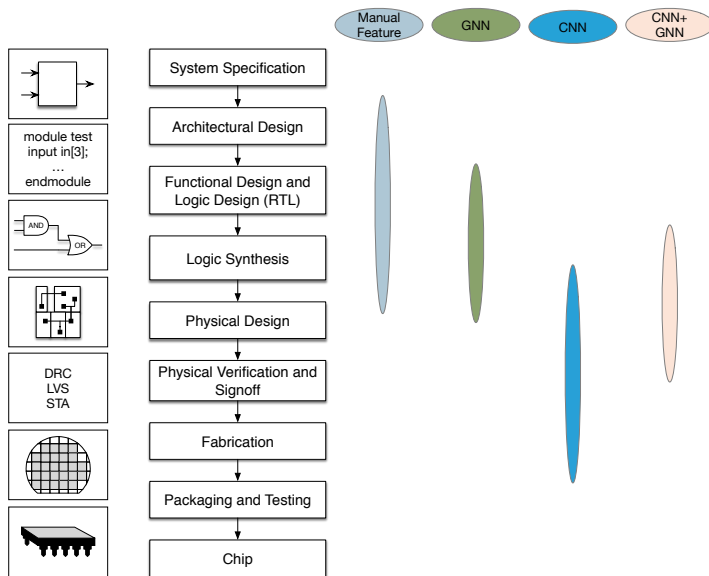 Manual
Feature
GNN
CNN
CNN+
GNN
System Specification
Architectural Design
module test
input in[3];
...
endmodule
Functional Design and
Logic Design (RTL)
AND
OR
Logic Synthesis
Physical Design
DRC
LVS
STA
Physical Verification and
Signoff
Fabrication
Packaging and Testing
Chip